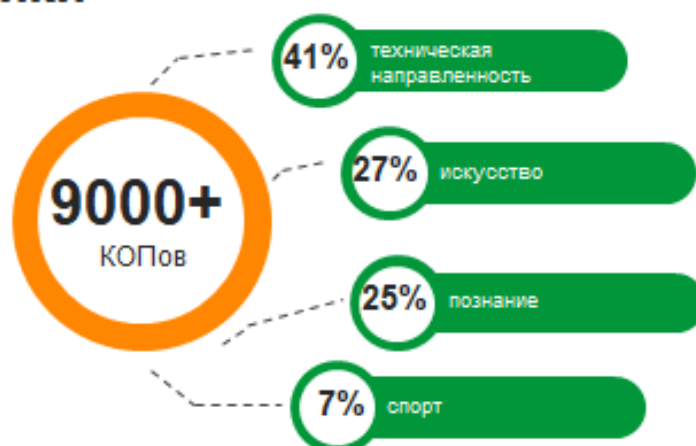 9000+
КОПов
41%
техническая
направленность
27%
искусство
25%
познание
7%
спорт